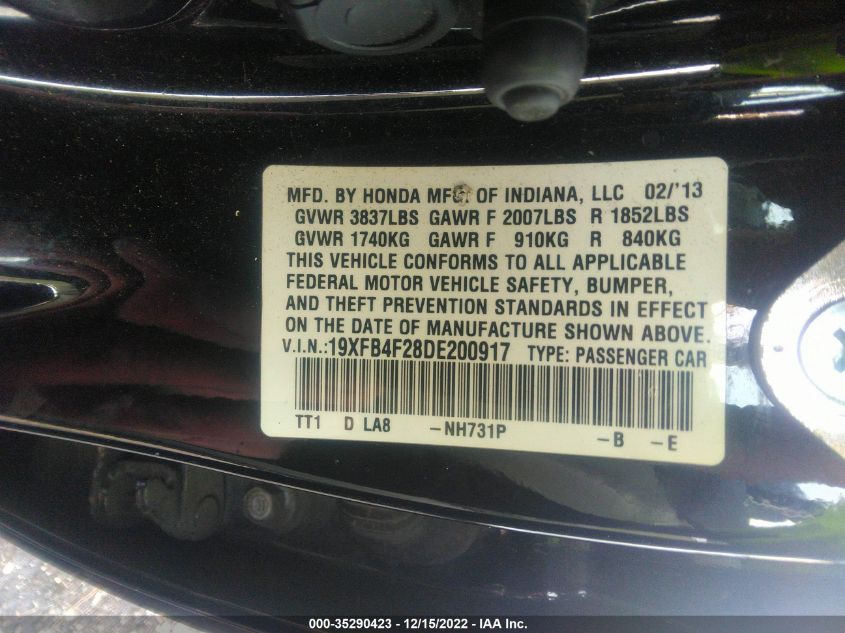 MFD. BY HONDA MFG. OF INDIANA, LLC 02/'13
GVWR 3837LBS GAWR F 2007LBS R 1852LBS
GVWR 1740KG GAWR F 910KG R 840KG
THIS VEHICLE CONFORMS TO ALL APPLICABLE
FEDERAL MOTOR VEHICLE SAFETY, BUMPER,
AND THEFT PREVENTION STANDARDS IN EFFECT
ON THE DATE OF MANUFACTURE SHOWN ABOVE.
V.I.N.:19XFB4F28DE200917 TYPE: PASSENGER CAR
TT1 D LA8 -NH731P -B -E
000-35290423 - 12/15/2022 - IAA Inc.